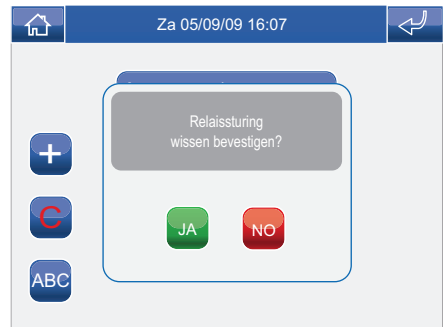 Za 05/09/09 16:07
Relaissturing
wissen bevestigen?
+
C
JA
NO
ABC